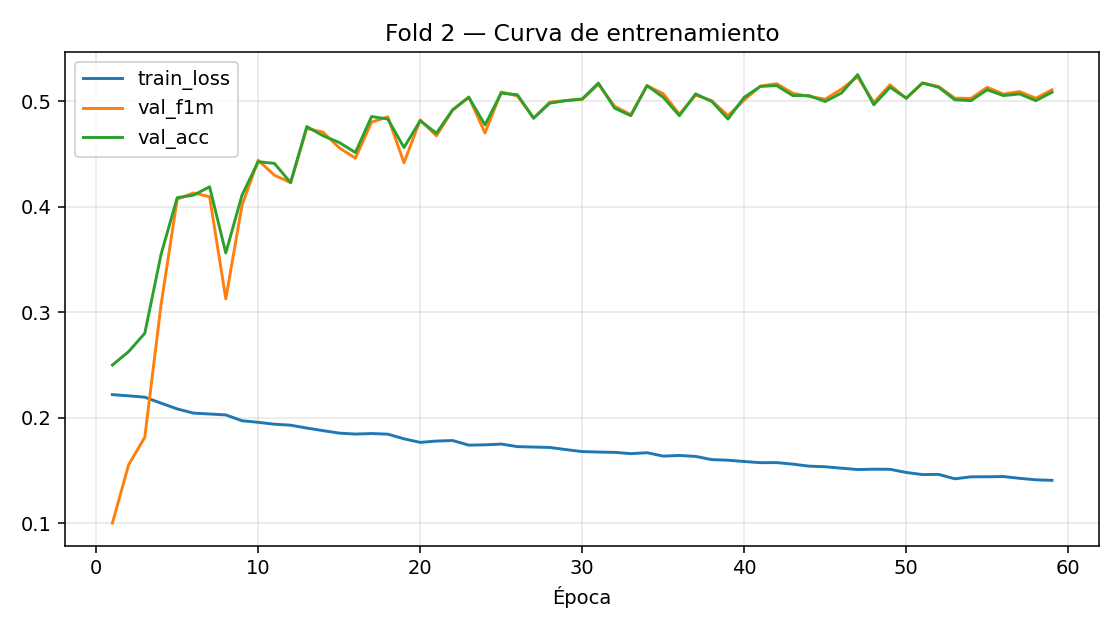 Fold 2 — Curva de entrenamiento
train_loss
val_f1m
val_acc
0.5
0.4
0.3
0.2
0.1
0 10 20 30 40 50 60
Época